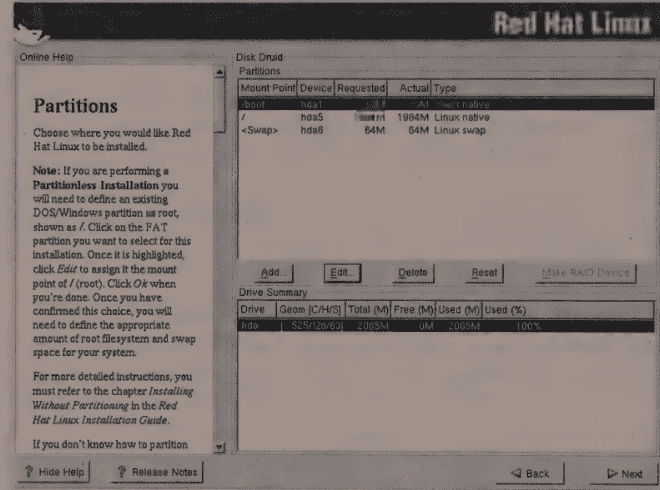 Red Hat Linux
Online Help
Partitions
Choose where you would like Red
Hat Linux to be installed.
Note: If you are performing a
Partitionless Installation you
will need to define an existing
DOS/Windows partition as root,
shown as /. Click on the FAT
partition you want to select for this
installation. Once it is highlighted,
click Edit to assign it the mount
point of / (root). Click Ok when
you're done. Once you have
confirmed this choice, you will
need to define the appropriate
amount of root filesystem and swap
space for your system.
For more detailed instructions, you
must refer to the chapter Installing
Without Partitioning in the Red
Hat Linux Installation Guide.
If you don't know how to partition
Disk Druid
Partitions
Mount Point Device Requested Actual Type
/boot hda1 native
/ hda5 1984M Linux native
<Swap> hda6 64M 64M Linux swap
Add... Edit... Delete Reset Make RAID Device
Drive Summary
Drive Geom [C/H/S] Total (M) Free (M) Used (M) Used (%)
hda 525/128/63] 2065M 0M 2065M 100%
Hide Help Release Notes Back Next